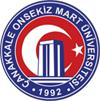 ÇANAKKALE ONSEKİZ MART ÜNİVERSİTESİ
• 1992 •